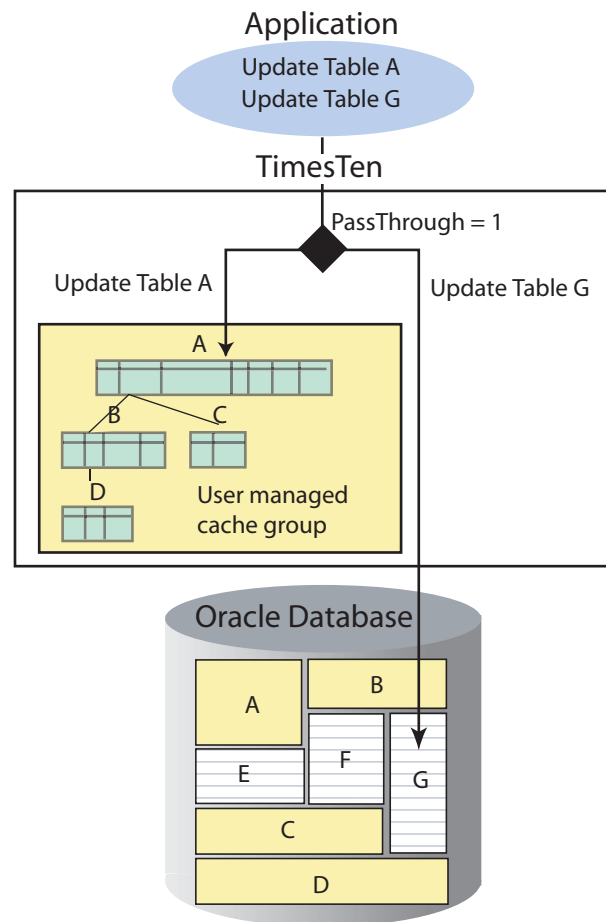 Application
Update Table A
Update Table G
TimesTen
PassThrough = 1
Update Table A
Update Table G
A
B
C
D
User managed
cache group
Oracle Database
A
B
E
F
G
C
D